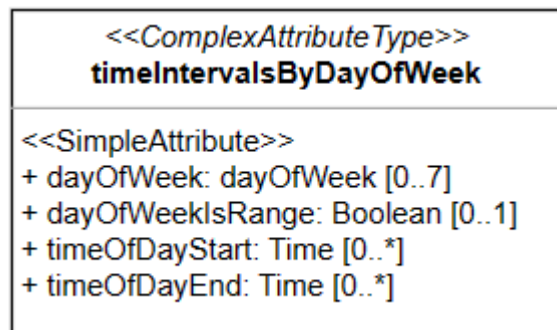 <<ComplexAttributeType>>
timeIntervalsByDayOfWeek
<<SimpleAttribute>>
+ dayOfWeek: dayOfWeek [0..7]
+ dayOfWeekIsRange: Boolean [0..1]
+ timeOfDayStart: Time [0..*]
+ timeOfDayEnd: Time [0..*]